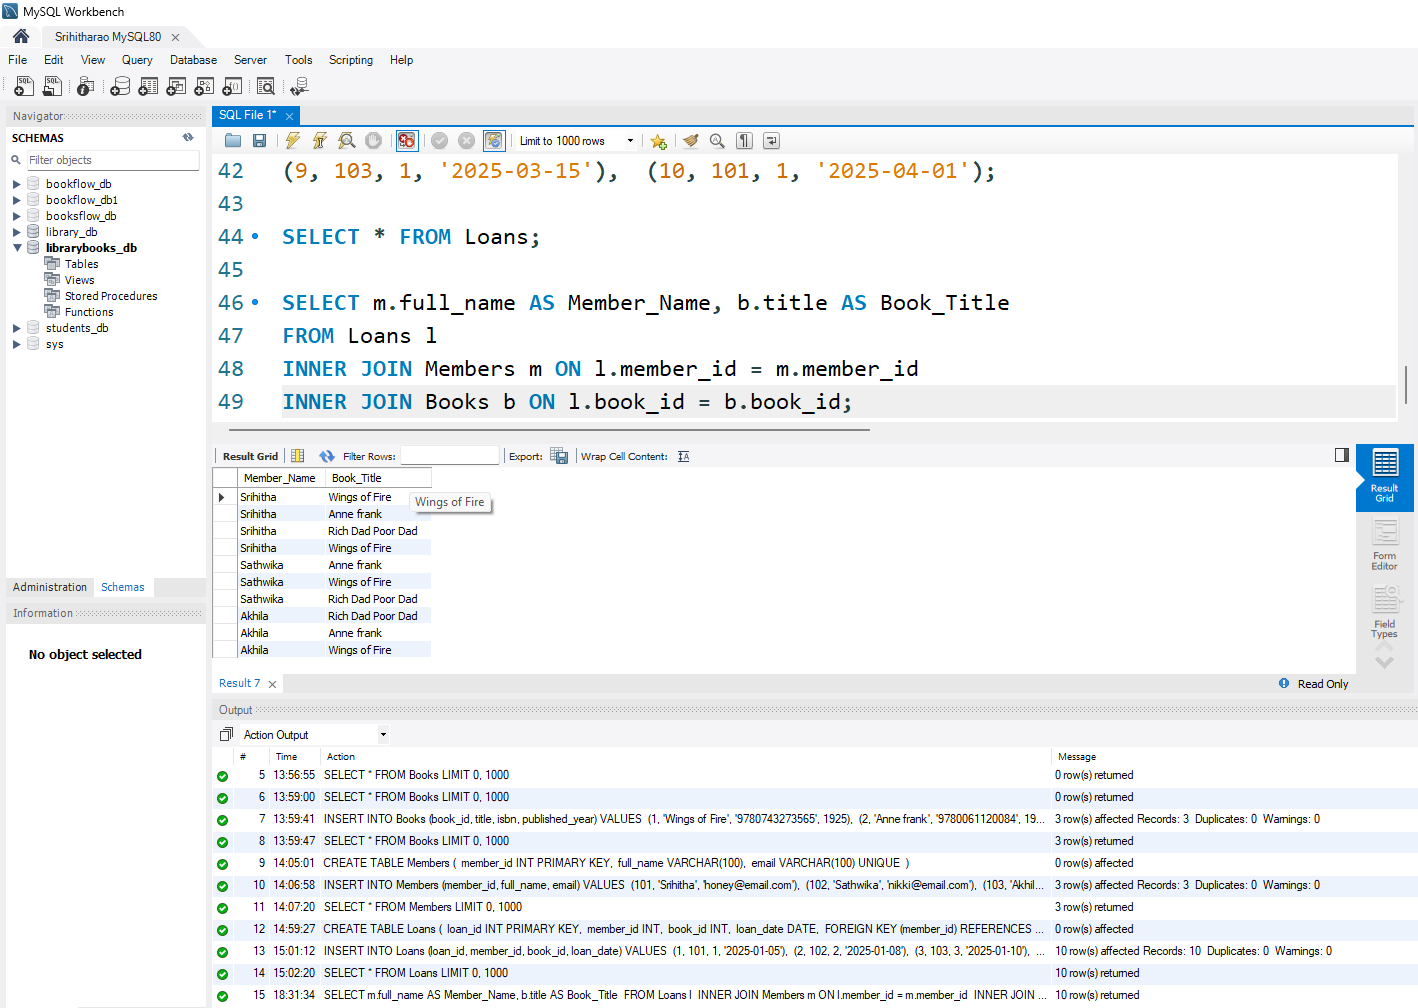 MySQL Workbench
Srihitharao MySQL80
File Edit View Query Database Server Tools Scripting Help
Navigator
SCHEMAS
Filter objects
bookflow_db
bookflow_db1
booksflow_db
library_db
librarybooks_db
Tables
Views
Stored Procedures
Functions
students_db
sys
Administration Schemas
Information
No object selected
SQL File 1*
Limit to 1000 rows
42 (9, 103, 1, '2025-03-15'), (10, 101, 1, '2025-04-01');
43
44 SELECT * FROM Loans;
45
46 SELECT m.full_name AS Member_Name, b.title AS Book_Title
47 FROM Loans l
48 INNER JOIN Members m ON l.member_id = m.member_id
49 INNER JOIN Books b ON l.book_id = b.book_id;
Result Grid Filter Rows: Export: Wrap Cell Content:
Member_Name Book_Title
Srihitha Wings of Fire
Wings of Fire
Srihitha Anne frank
Srihitha Rich Dad Poor Dad
Srihitha Wings of Fire
Sathwika Anne frank
Sathwika Wings of Fire
Sathwika Rich Dad Poor Dad
Akhila Rich Dad Poor Dad
Akhila Anne frank
Akhila Wings of Fire
Result
Grid
Form
Editor
Field
Types
Result 7
Read Only
Output
Action Output
# Time Action Message
5 13:56:55 SELECT * FROM Books LIMIT 0, 1000 0 row(s) returned
6 13:59:00 SELECT * FROM Books LIMIT 0, 1000 0 row(s) returned
7 13:59:41 INSERT INTO Books (book_id, title, isbn, published_year) VALUES (1, 'Wings of Fire', '9780743273565', 1925), (2, 'Anne frank', '9780061120084', 19... 3 row(s) affected Records: 3 Duplicates: 0 Warnings: 0
8 13:59:47 SELECT * FROM Books LIMIT 0, 1000 3 row(s) returned
9 14:05:01 CREATE TABLE Members ( member_id INT PRIMARY KEY, full_name VARCHAR(100), email VARCHAR(100) UNIQUE ) 0 row(s) affected
10 14:06:58 INSERT INTO Members (member_id, full_name, email) VALUES (101, 'Srihitha', 'honey@email.com'), (102, 'Sathwika', 'nikki@email.com'), (103, 'Akhil... 3 row(s) affected Records: 3 Duplicates: 0 Warnings: 0
11 14:07:20 SELECT * FROM Members LIMIT 0, 1000 3 row(s) returned
12 14:59:27 CREATE TABLE Loans ( loan_id INT PRIMARY KEY, member_id INT, book_id INT, loan_date DATE, FOREIGN KEY (member_id) REFERENCES ... 0 row(s) affected
13 15:01:12 INSERT INTO Loans (loan_id, member_id, book_id, loan_date) VALUES (1, 101, 1, '2025-01-05'), (2, 102, 2, '2025-01-08'), (3, 103, 3, '2025-01-10'), ... 10 row(s) affected Records: 10 Duplicates: 0 Warnings: 0
14 15:02:20 SELECT * FROM Loans LIMIT 0, 1000 10 row(s) returned
15 18:31:34 SELECT m.full_name AS Member_Name, b.title AS Book_Title FROM Loans l INNER JOIN Members m ON l.member_id = m.member_id INNER JOIN ... 10 row(s) returned